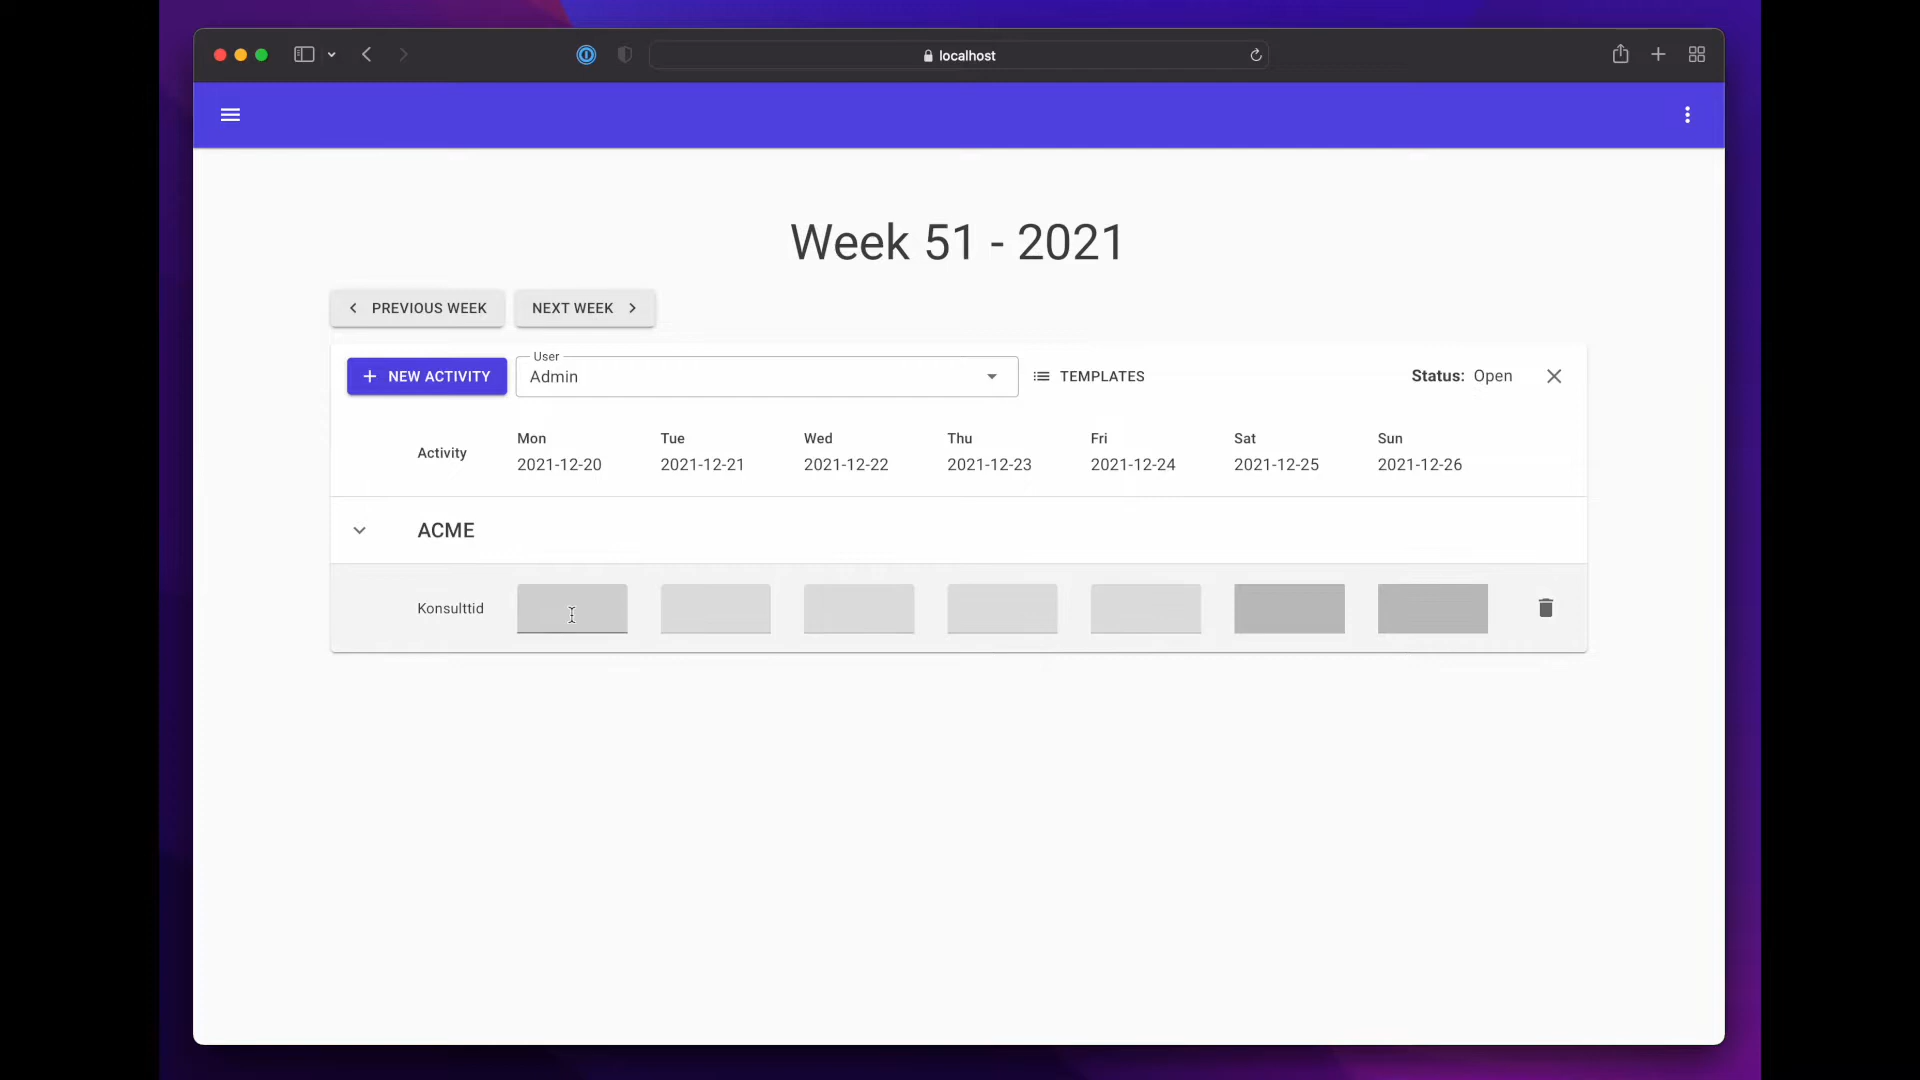 localhost
Week 51 - 2021
PREVIOUS WEEK
NEXT WEEK
NEW ACTIVITY
User
Admin
TEMPLATES
Status: Open
Activity
Mon
2021-12-20
Tue
2021-12-21
Wed
2021-12-22
Thu
2021-12-23
Fri
2021-12-24
Sat
2021-12-25
Sun
2021-12-26
ACME
Konsulttid